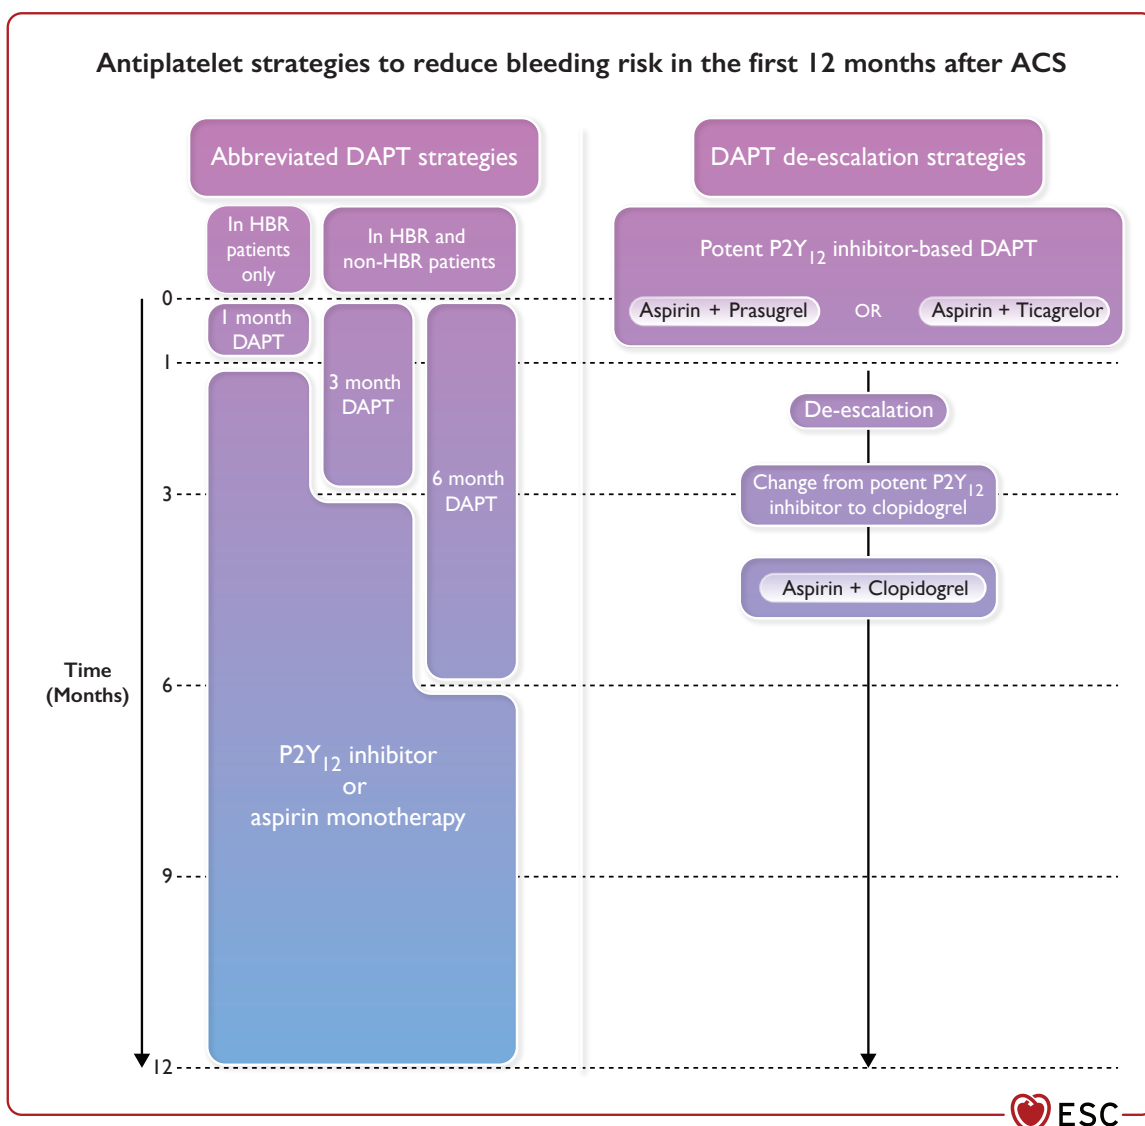 Antiplatelet strategies to reduce bleeding risk in the first 12 months after ACS
Abbreviated DAPT strategies
In HBR
patients
only
In HBR and
non-HBR patients
1 month
DAPT
3 month
DAPT
6 month
DAPT
P2Y12 inhibitor
or
aspirin monotherapy
Time
(Months)
0
1
3
6
9
12
DAPT de-escalation strategies
Potent P2Y12 inhibitor-based DAPT
Aspirin + Prasugrel OR Aspirin + Ticagrelor
De-escalation
Change from potent P2Y12
inhibitor to clopidogrel
Aspirin + Clopidogrel
ESC